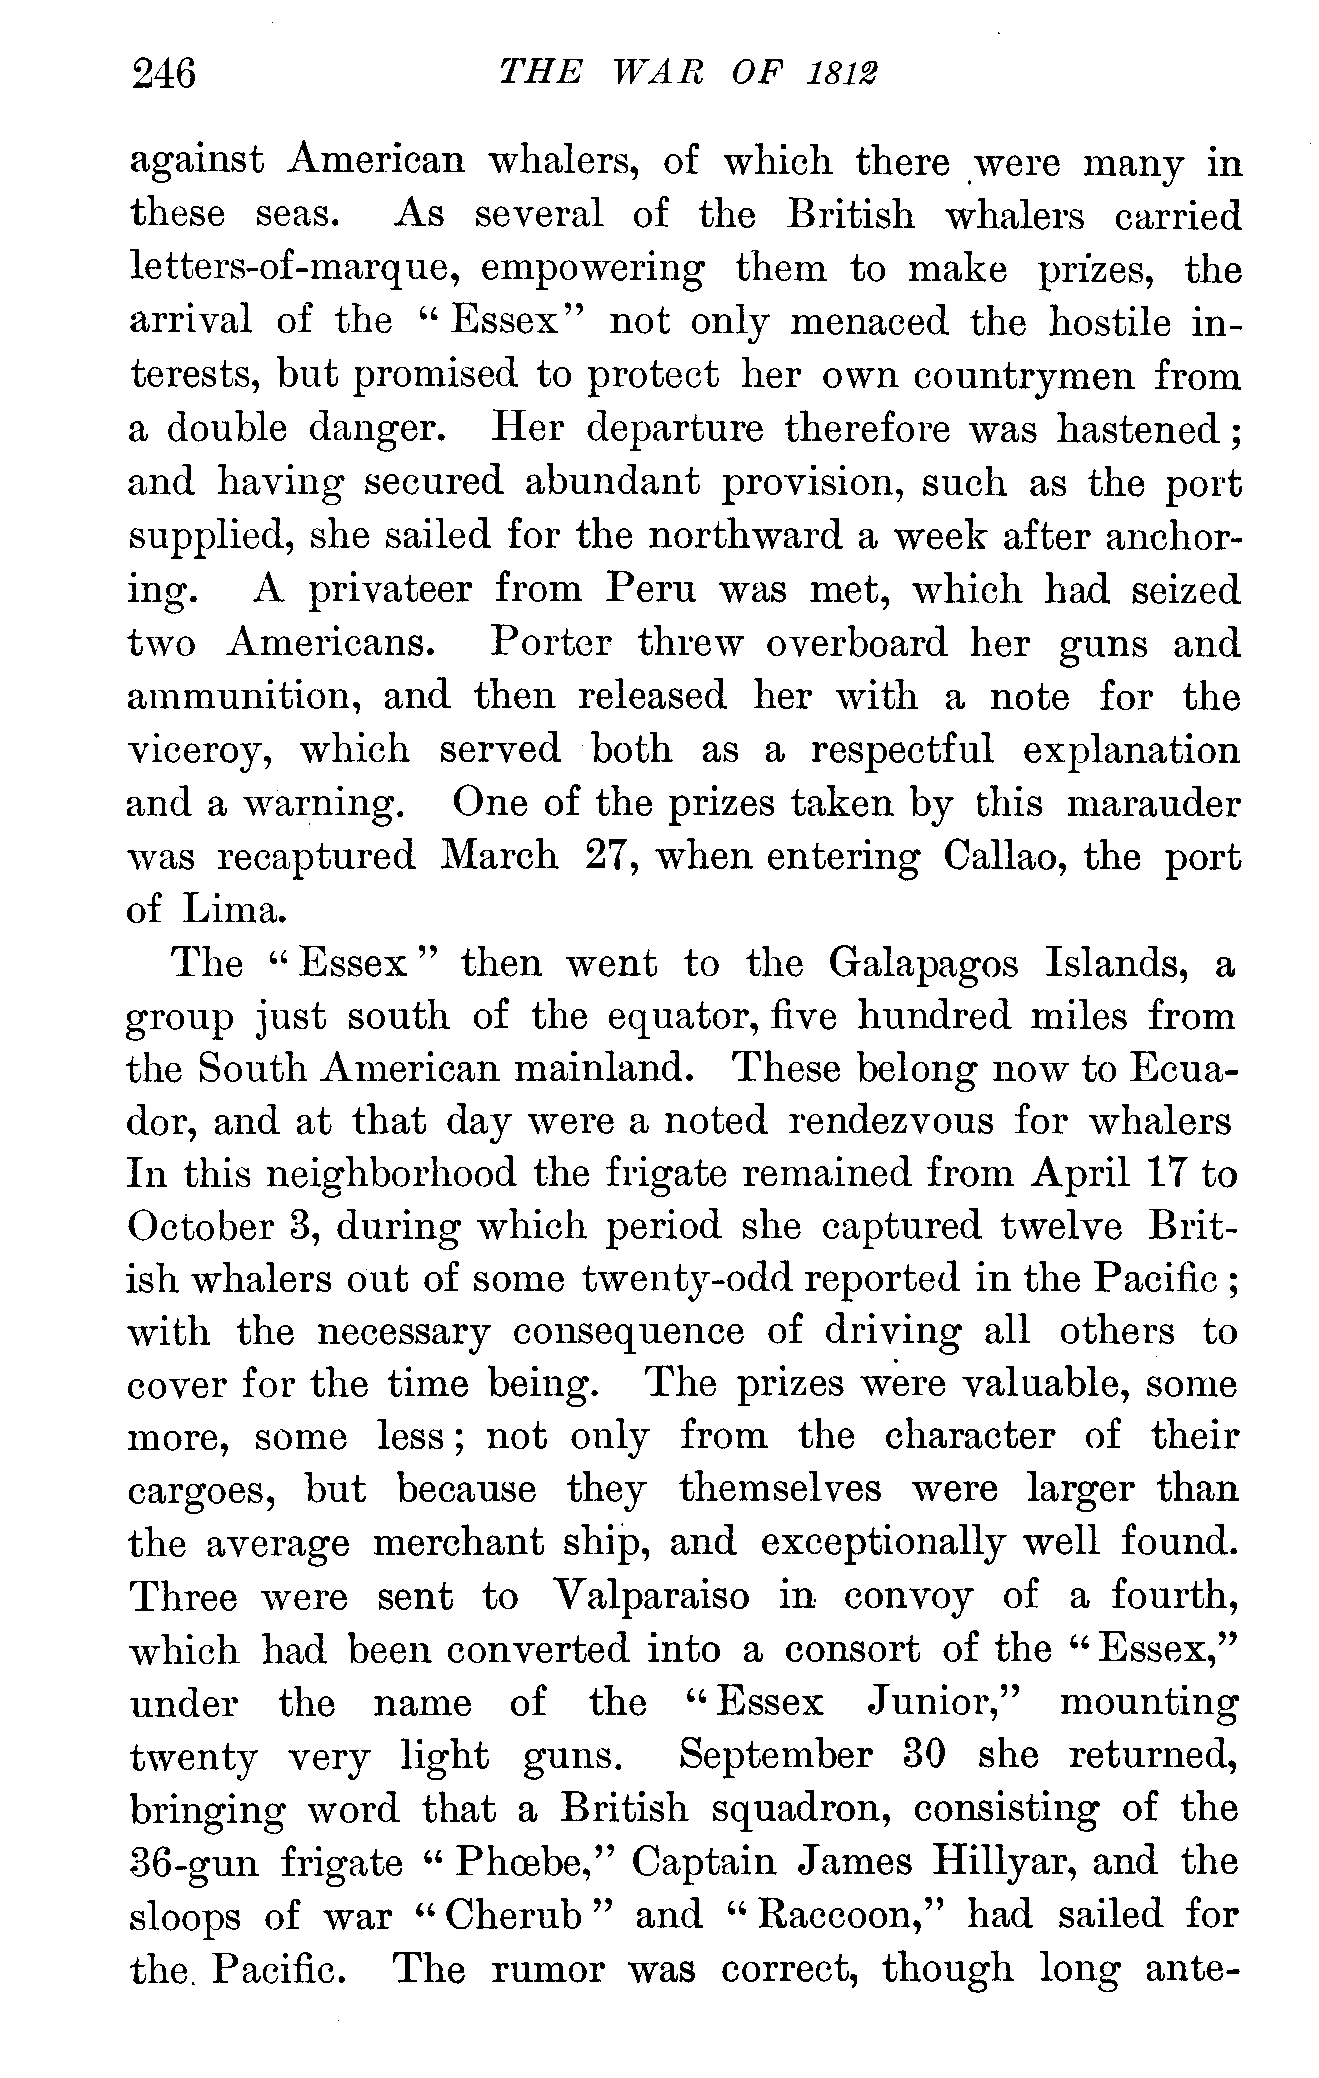 246 THE WAR OF 1812
against American whalers, of which there were many in
these seas. As several of the British whalers carried
letters-of-marque, empowering them to make prizes, the
arrival of the “ Essex” not only menaced the hostile in-
terests, but promised to protect her own countrymen from
a double danger. Her departure therefore was hastened ;
and having secured abundant provision, such as the port
supplied, she sailed for the northward a week after anchor-
ing. A privateer from Peru was met, which had seized
two Americans. Porter threw overboard her guns and
ammunition, and then released her with a note for the
viceroy, which served both as a respectful explanation
and a warning. One of the prizes taken by this marauder
was recaptured March 27, when entering Callao, the port
of Lima.
The “ Essex ” then went to the Galapagos Islands, a
group just south of the equator, five hundred miles from
the South American mainland. These belong now to Ecua-
dor, and at that day were a noted rendezvous for whalers
In this neighborhood the frigate remained from April 17 to
October 3, during which period she captured twelve Brit-
ish whalers out of some twenty-odd reported in the Pacific ;
with the necessary consequence of driving all others to
cover for the time being. The prizes were valuable, some
more, some less ; not only from the character of their
cargoes, but because they themselves were larger than
the average merchant ship, and exceptionally well found.
Three were sent to Valparaiso in convoy of a fourth,
which had been converted into a consort of the “ Essex,”
under the name of the “ Essex Junior,” mounting
twenty very light guns. September 30 she returned,
bringing word that a British squadron, consisting of the
36-gun frigate “ Phœbe,” Captain James Hillyar, and the
sloops of war “ Cherub ” and “ Raccoon,” had sailed for
the. Pacific. The rumor was correct, though long ante-